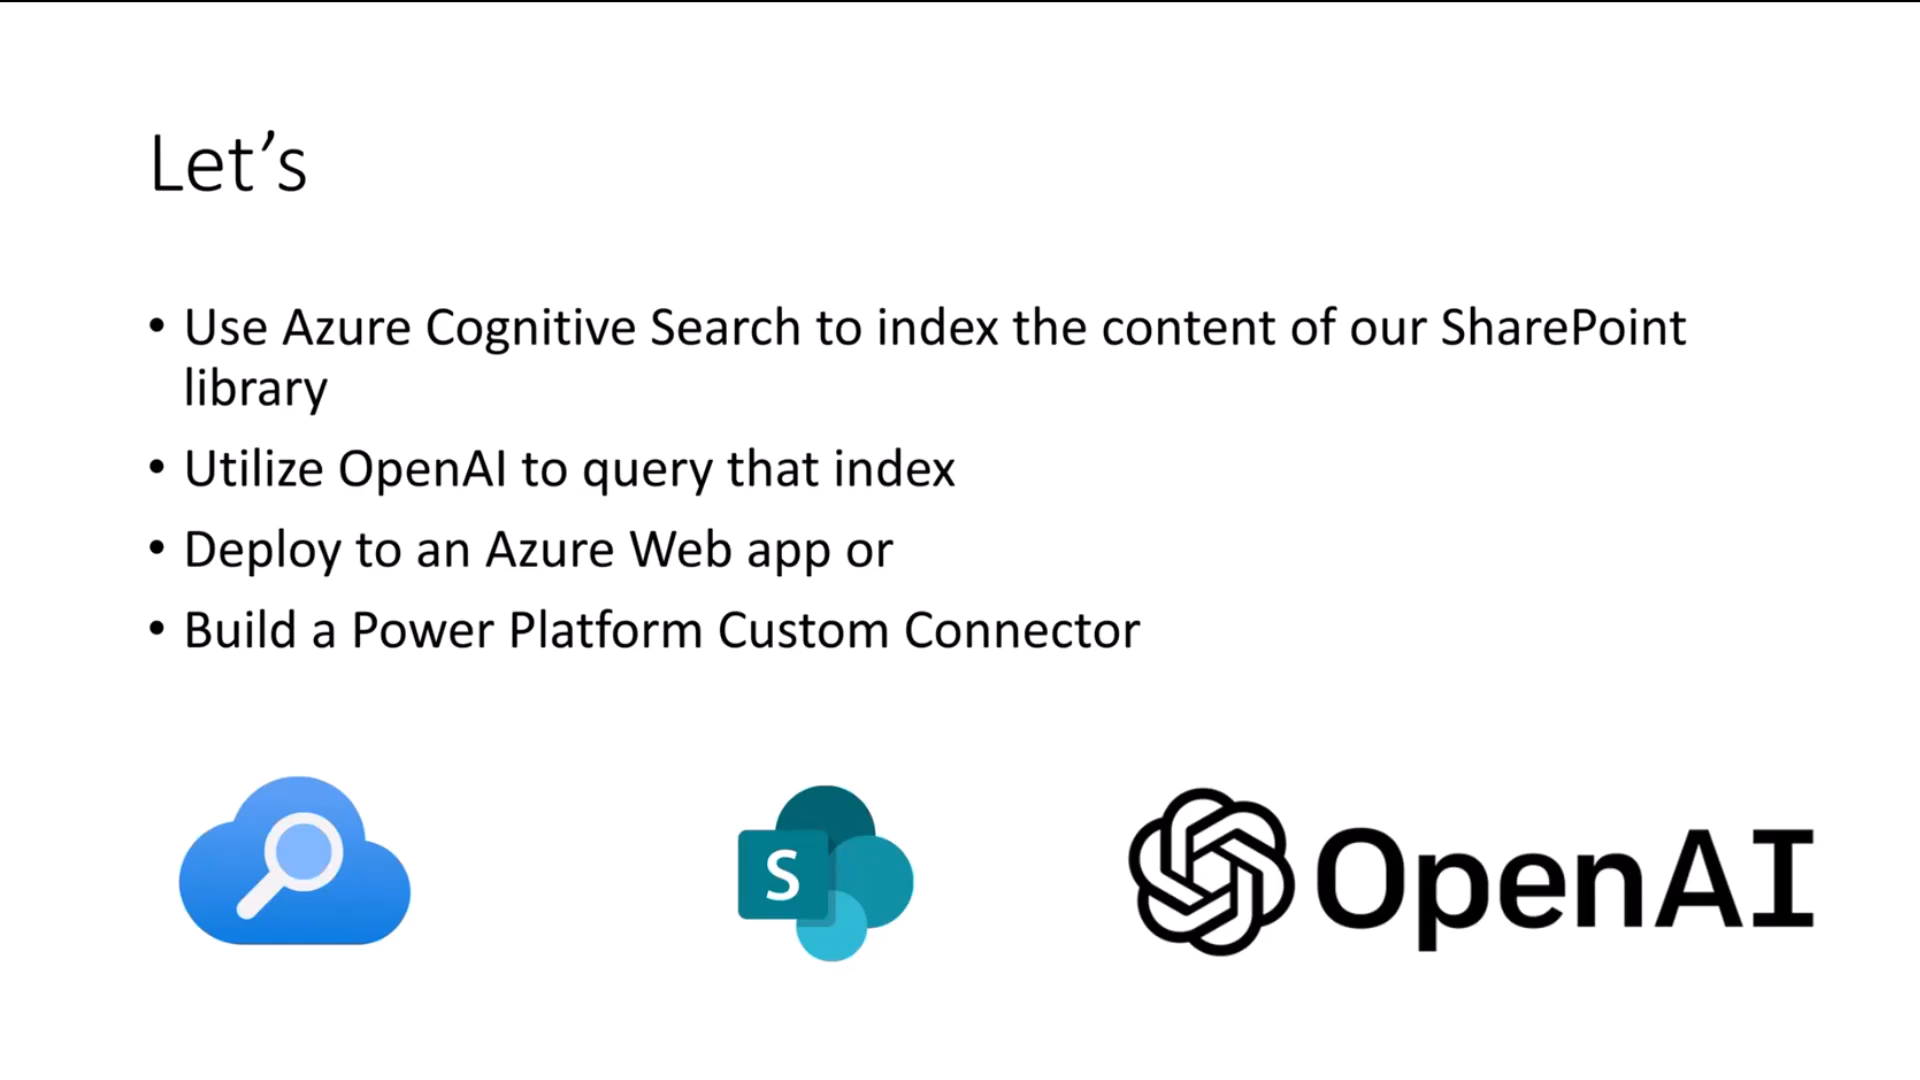 Let’s
• Use Azure Cognitive Search to index the content of our SharePoint
library
• Utilize OpenAI to query that index
• Deploy to an Azure Web app or
• Build a Power Platform Custom Connector
S
OpenAI